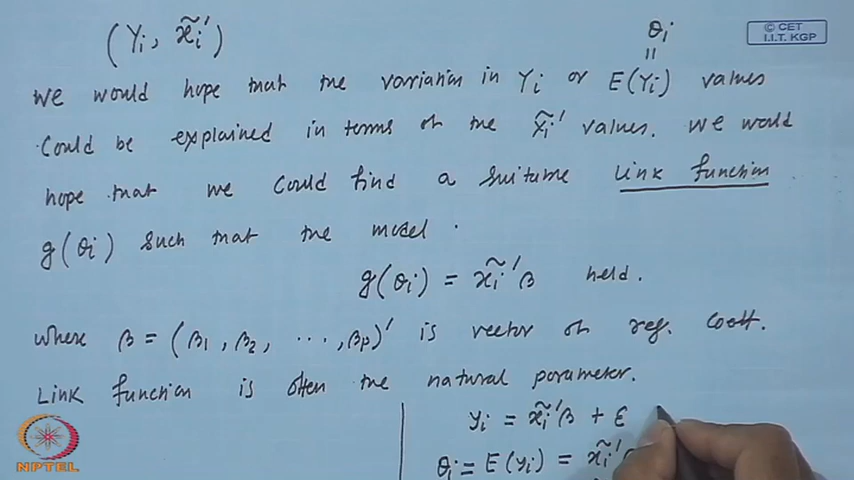 (Yi, x̃i′)
θi
=
© CET
I.I.T. KGP
we would hope that the variation in Yi or E(Yi) values
could be explained in terms of the x̃i′ values. we would
hope that we could find a suitable link function
g(θi) such that the model
g(θi) = x̃i′β held.
where β = (β1, β2, ..., βp)′ is vector of reg. coeff.
Link function is often the natural parameter.
yi = x̃i′β + ε
θi = E(yi) = x̃i′
NPTEL